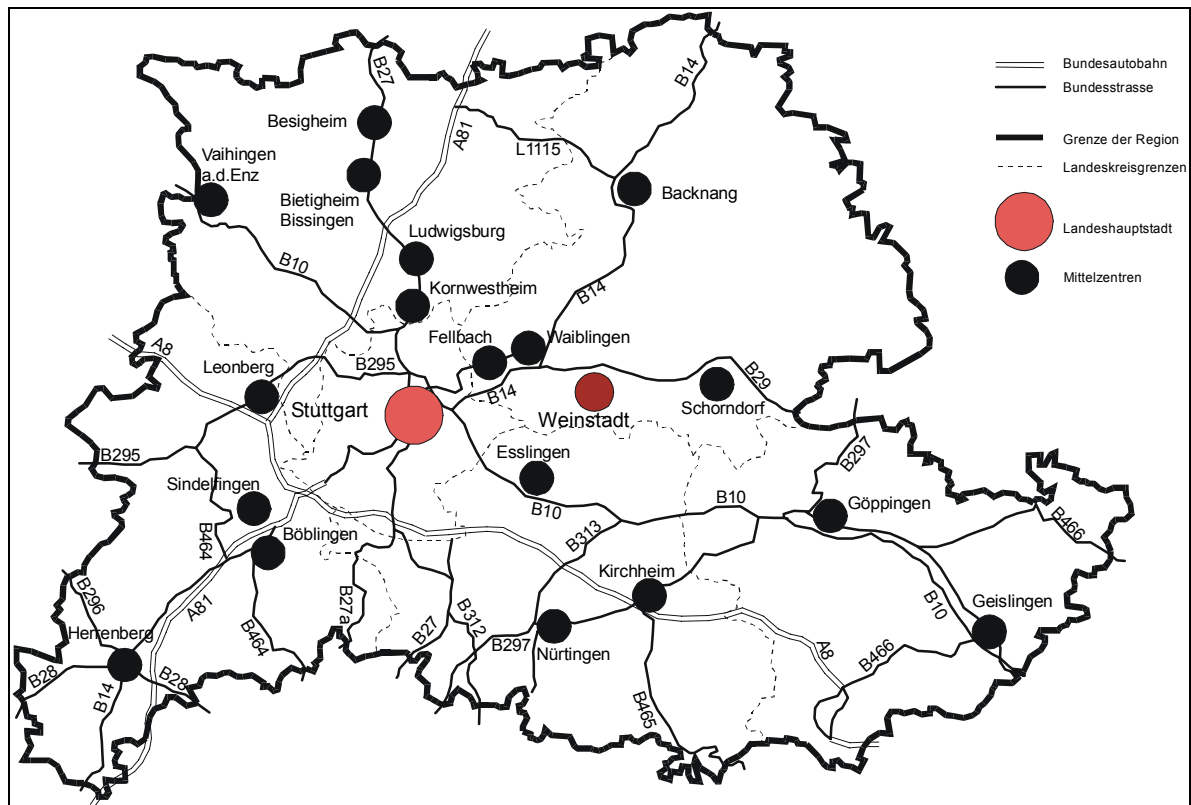 B27
B14
Bundesautobahn
Bundesstrasse
Besigheim
A81
L1115
Grenze der Region
Vaihingen
a.d.Enz
Landeskreisgrenzen
Bietigheim
Bissingen
Backnang
Ludwigsburg
Landeshauptstadt
B10
Mittelzentren
Kornwestheim
B14
Fellbach
Waiblingen
A8
Leonberg
B295
B29
B14
Stuttgart
Weinstadt
Schorndorf
B295
Esslingen
B297
Sindelfingen
B10
B10
Göppingen
B466
B464
Böblingen
B313
Kirchheim
B296
A81
B27a
B10
Geislingen
Herrenberg
B464
B27
B312
B297
Nürtingen
A8
B466
B28
B28
B14
B465